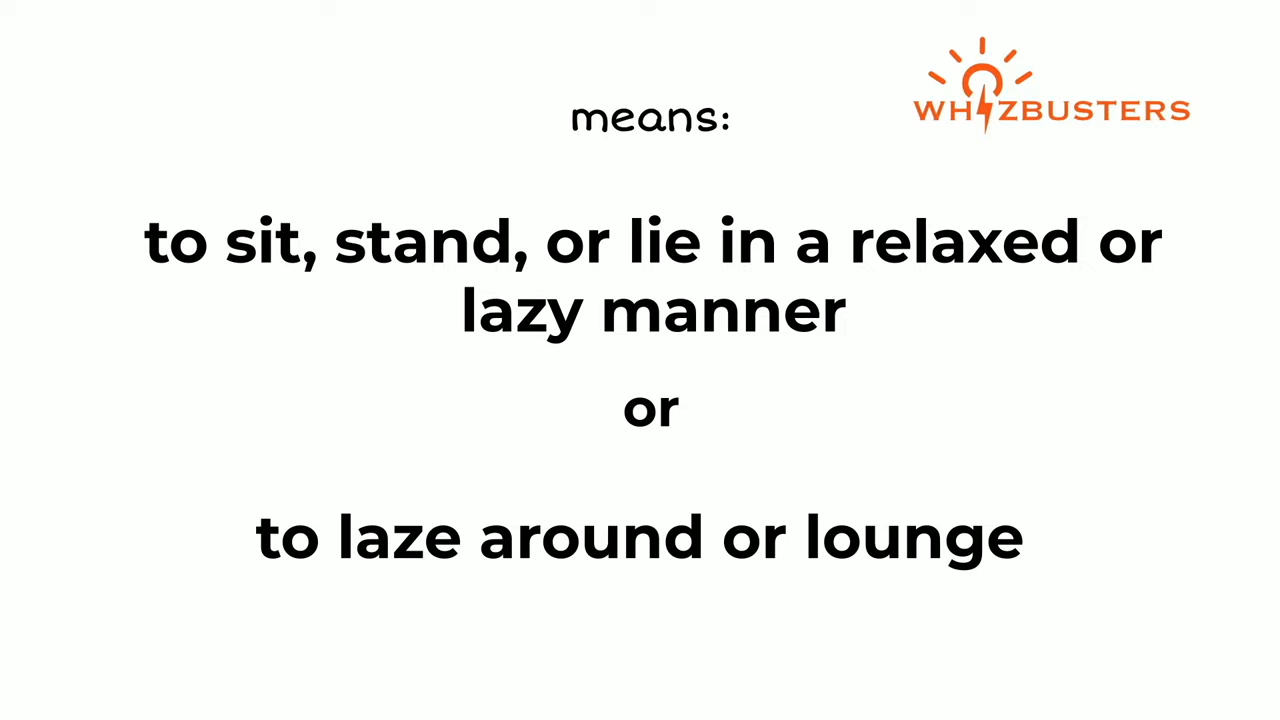 WHIZBUSTERS
means:
to sit, stand, or lie in a relaxed or
lazy manner
or
to laze around or lounge